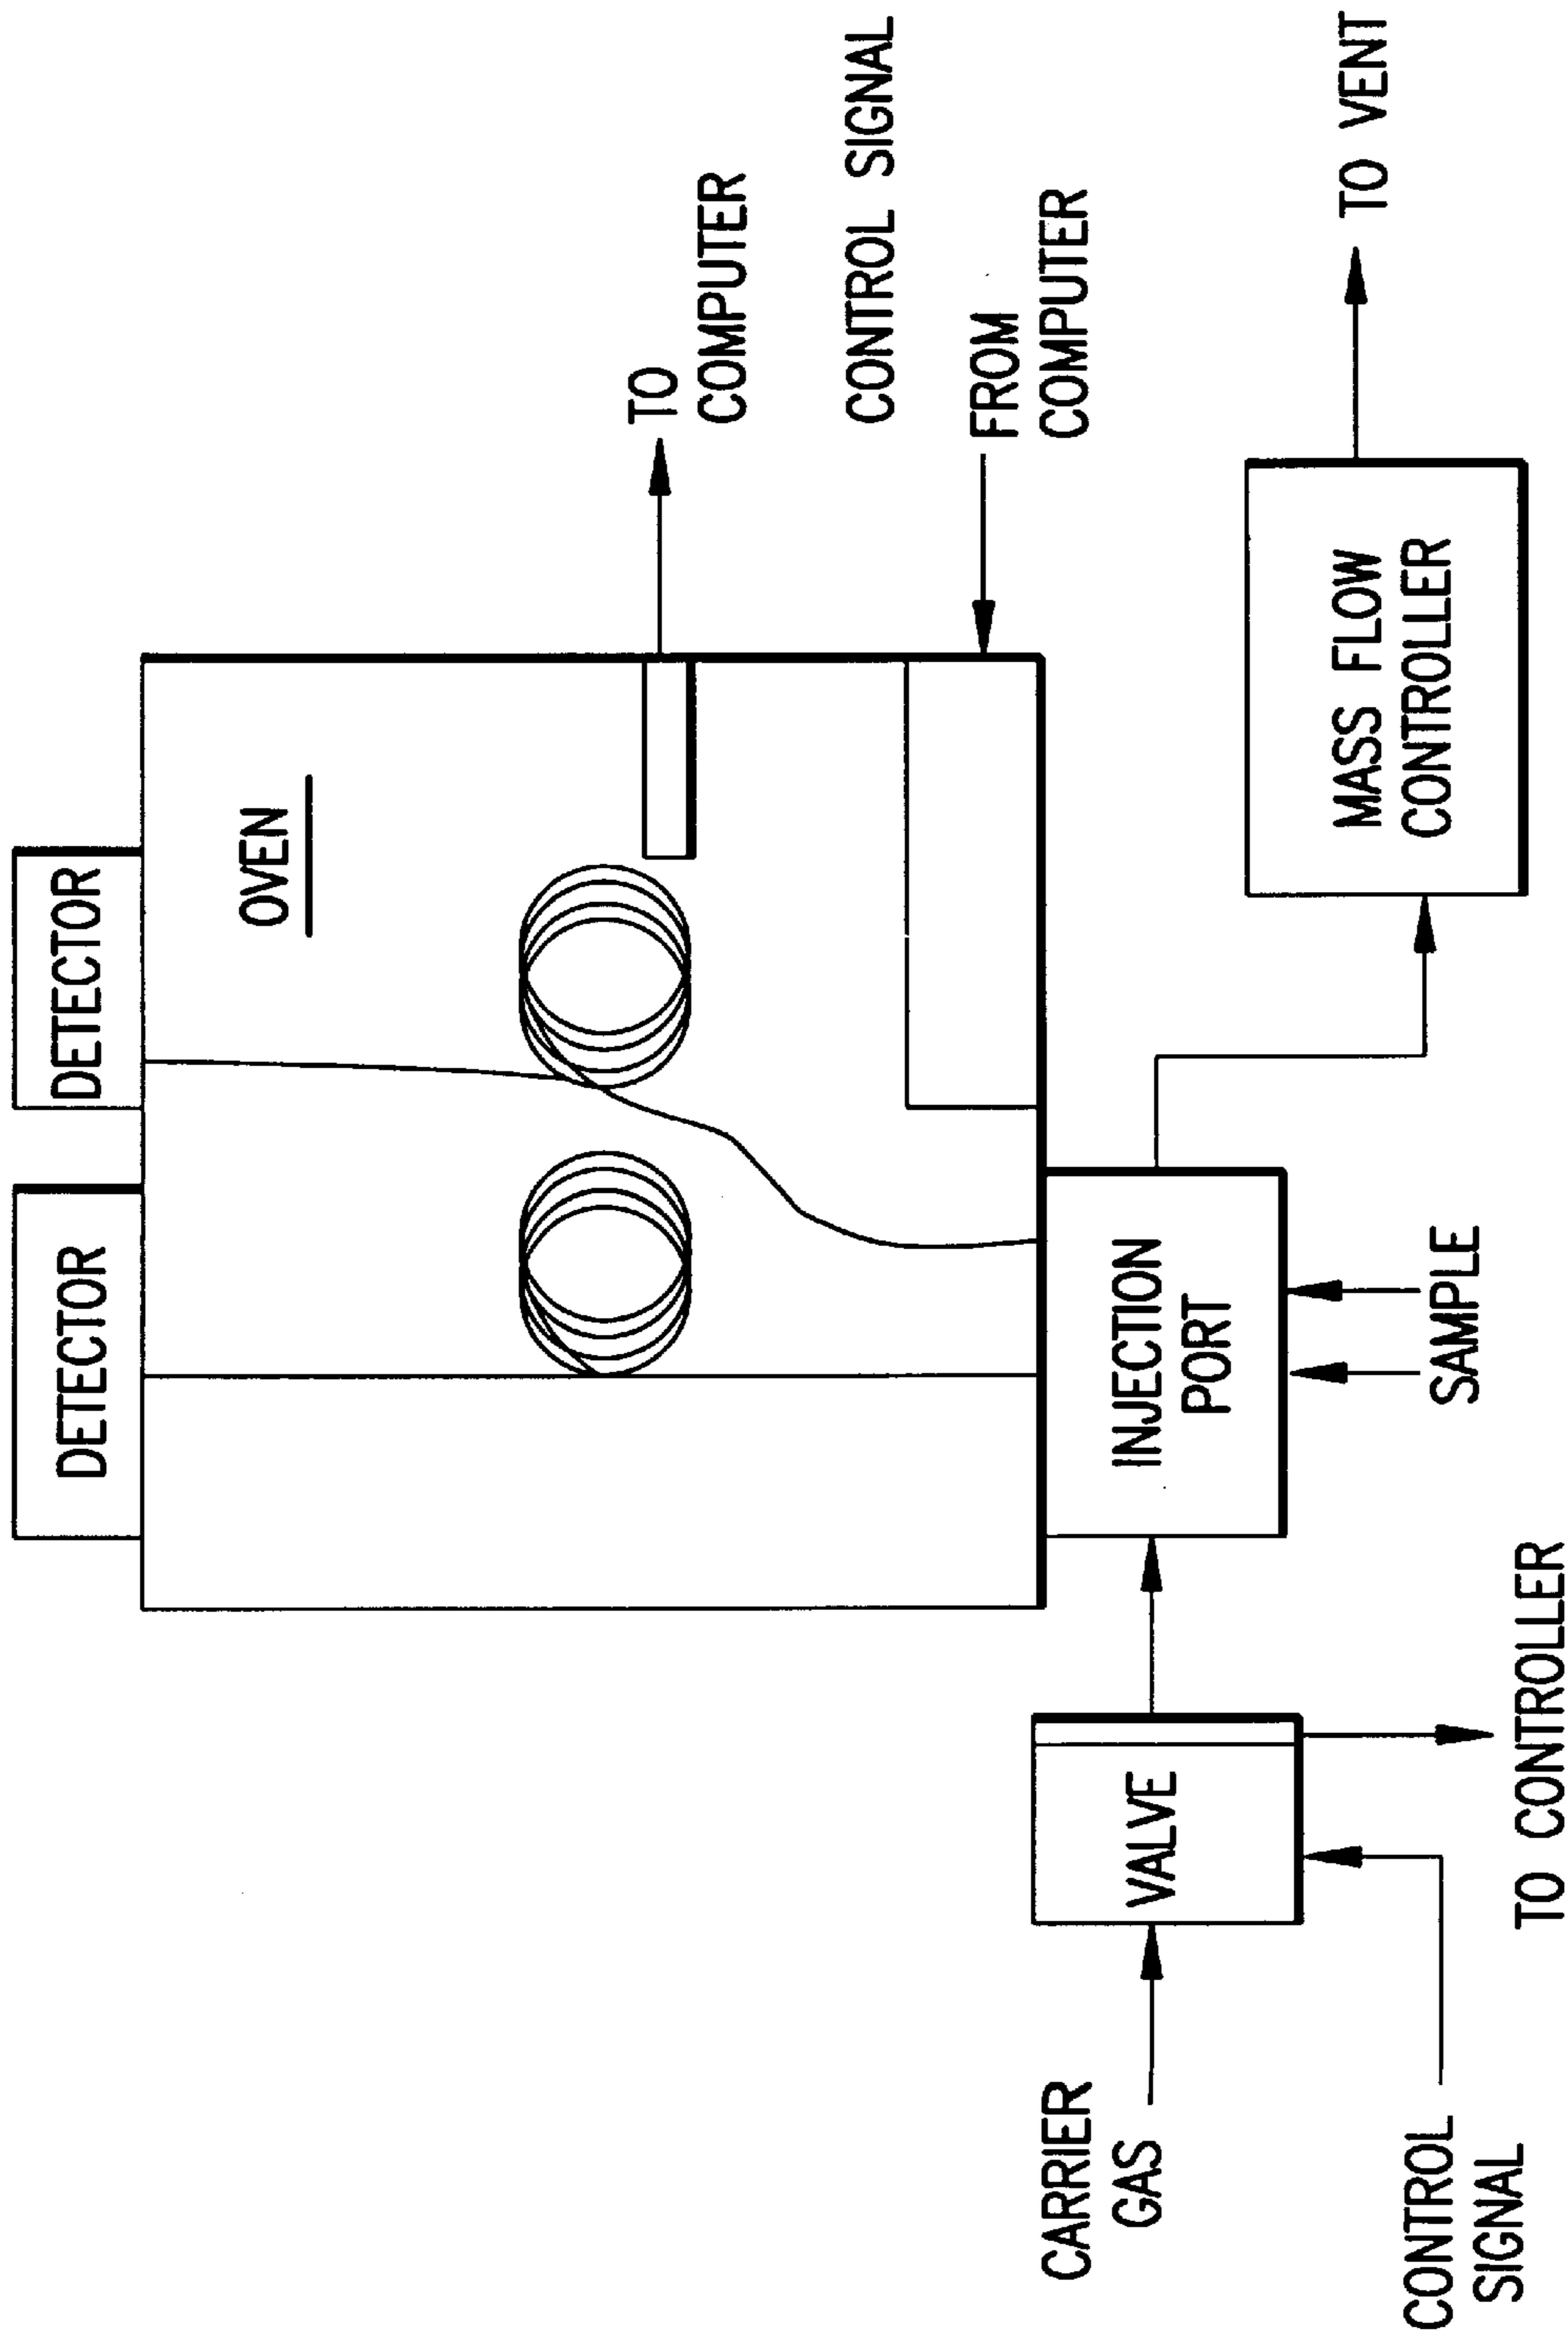 DETECTOR
DETECTOR
OVEN
TO
COMPUTER
CONTROL SIGNAL
FROM
COMPUTER
CARRIER
GAS
VALVE
INJECTION
PORT
MASS FLOW
CONTROLLER
TO VENT
CONTROL
SIGNAL
TO CONTROLLER
SAMPLE